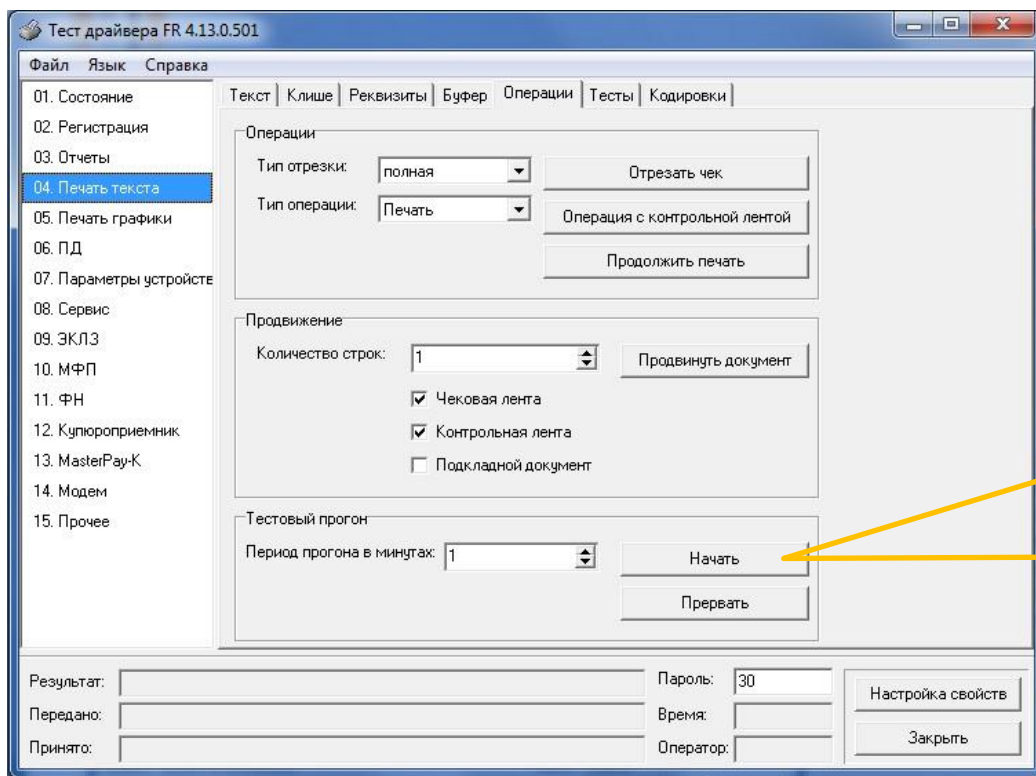 Тест драйвера FR 4.13.0.501
Файл Язык Справка
01. Состояние
02. Регистрация
03. Отчеты
04. Печать текста
05. Печать графики
06. ПД
07. Параметры устройств
08. Сервис
09. ЭКЛЗ
10. МФП
11. ФН
12. Купюроприемник
13. MasterPay-K
14. Модем
15. Прочее
Текст Клише Реквизиты Буфер Операции Тесты Кодировки
Операции
Тип отрезки: полная Отрезать чек
Тип операции: Печать Операция с контрольной лентой
Продолжить печать
Продвижение
Количество строк: 1 Продвинуть документ
Чековая лента
Контрольная лента
Подкладной документ
Тестовый прогон
Период прогона в минутах: 1 Начать
Прервать
Результат: Пароль: 30 Настройка свойств
Передано: Время:
Принято: Оператор: Закрыть